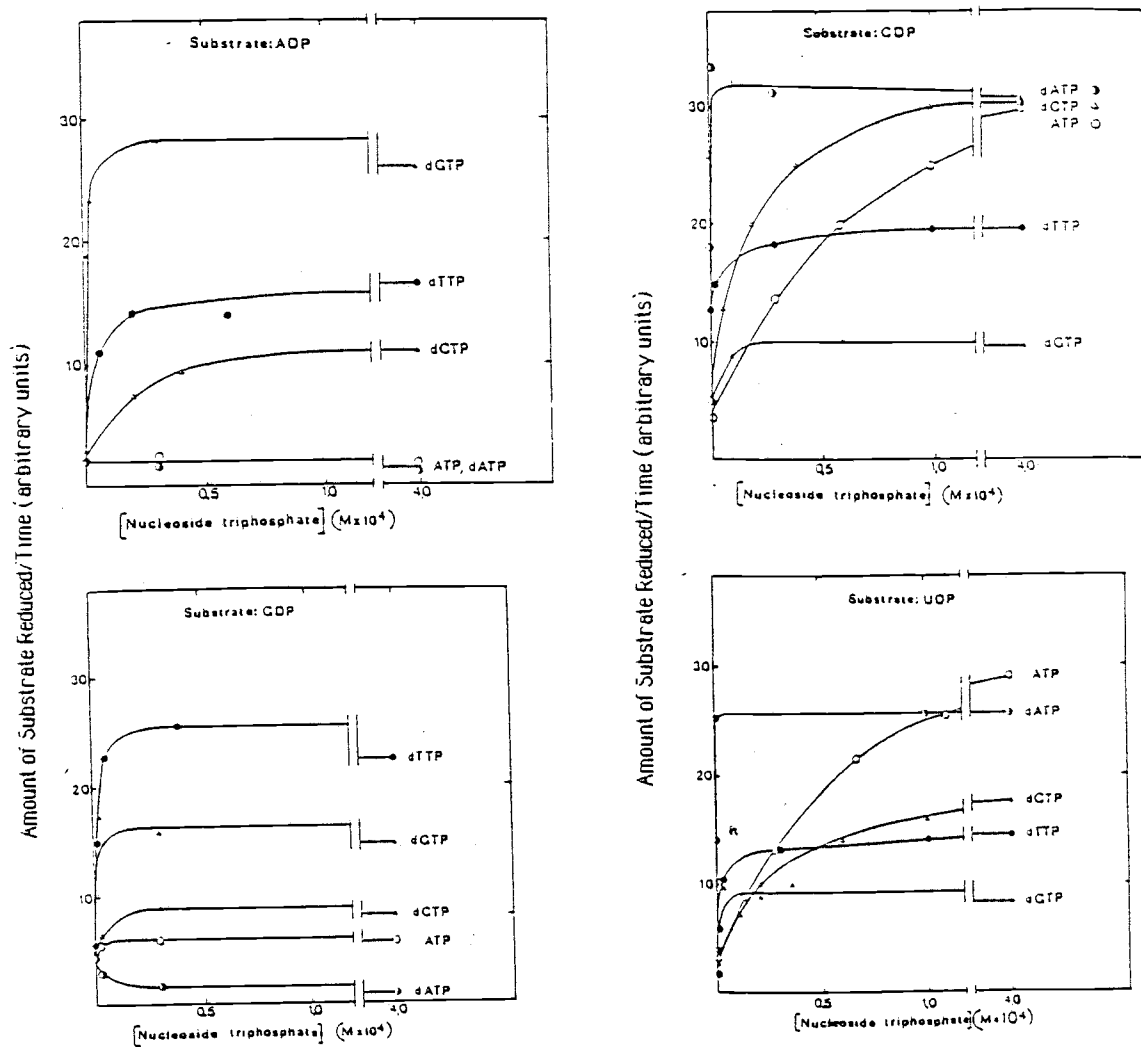 Substrate: ADP
30
20
10
dGTP
dTTP
dCTP
ATP, dATP
0.5
1.0
4.0
[Nucleoside triphosphate] (M×10⁴)
Substrate: CDP
30
20
10
dATP
dCTP
ATP
dTTP
dGTP
0.5
1.0
4.0
[Nucleoside triphosphate] (M×10⁴)
Amount of Substrate Reduced/Time (arbitrary units)
Amount of Substrate Reduced/Time (arbitrary units)
Substrate: GDP
30
20
10
dTTP
dGTP
dCTP
ATP
dATP
0.5
1.0
4.0
[Nucleoside triphosphate] (M×10⁴)
Substrate: UDP
30
20
10
ATP
dATP
dCTP
dTTP
dGTP
0.5
1.0
4.0
[Nucleoside triphosphate] (M×10⁴)